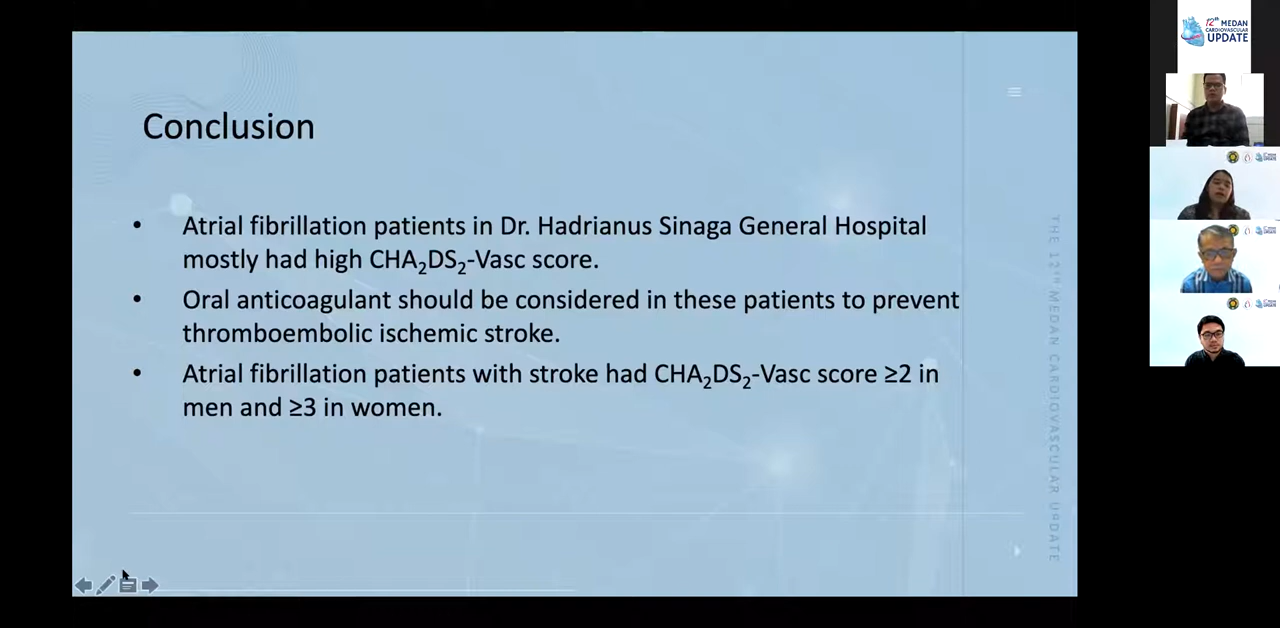 Conclusion
• Atrial fibrillation patients in Dr. Hadrianus Sinaga General Hospital
mostly had high CHA₂DS₂-Vasc score.
• Oral anticoagulant should be considered in these patients to prevent
thromboembolic ischemic stroke.
• Atrial fibrillation patients with stroke had CHA₂DS₂-Vasc score ≥2 in
men and ≥3 in women.
THE 12TH MEDAN CARDIOVASCULAR UPDATE
12th MEDAN
CARDIOVASCULAR
UPDATE